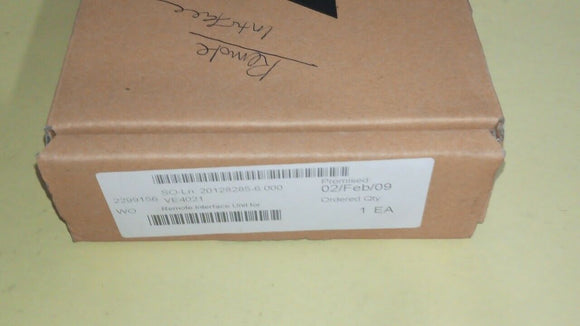 Remote
Interface
Promised:
SO-Ln 20128285-6.000
02/Feb/09
2299156 VE4021
Ordered Qty
WO
Remote Interface Unit for
1 EA